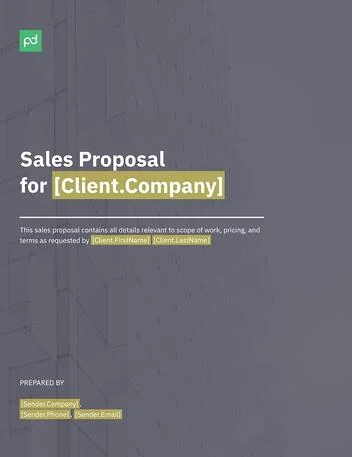 pd
Sales Proposal
for [Client.Company]
This sales proposal contains all details relevant to scope of work, pricing, and
terms as requested by [Client.FirstName] [Client.LastName]
PREPARED BY
[Sender.Company],
[Sender.Phone], [Sender.Email]